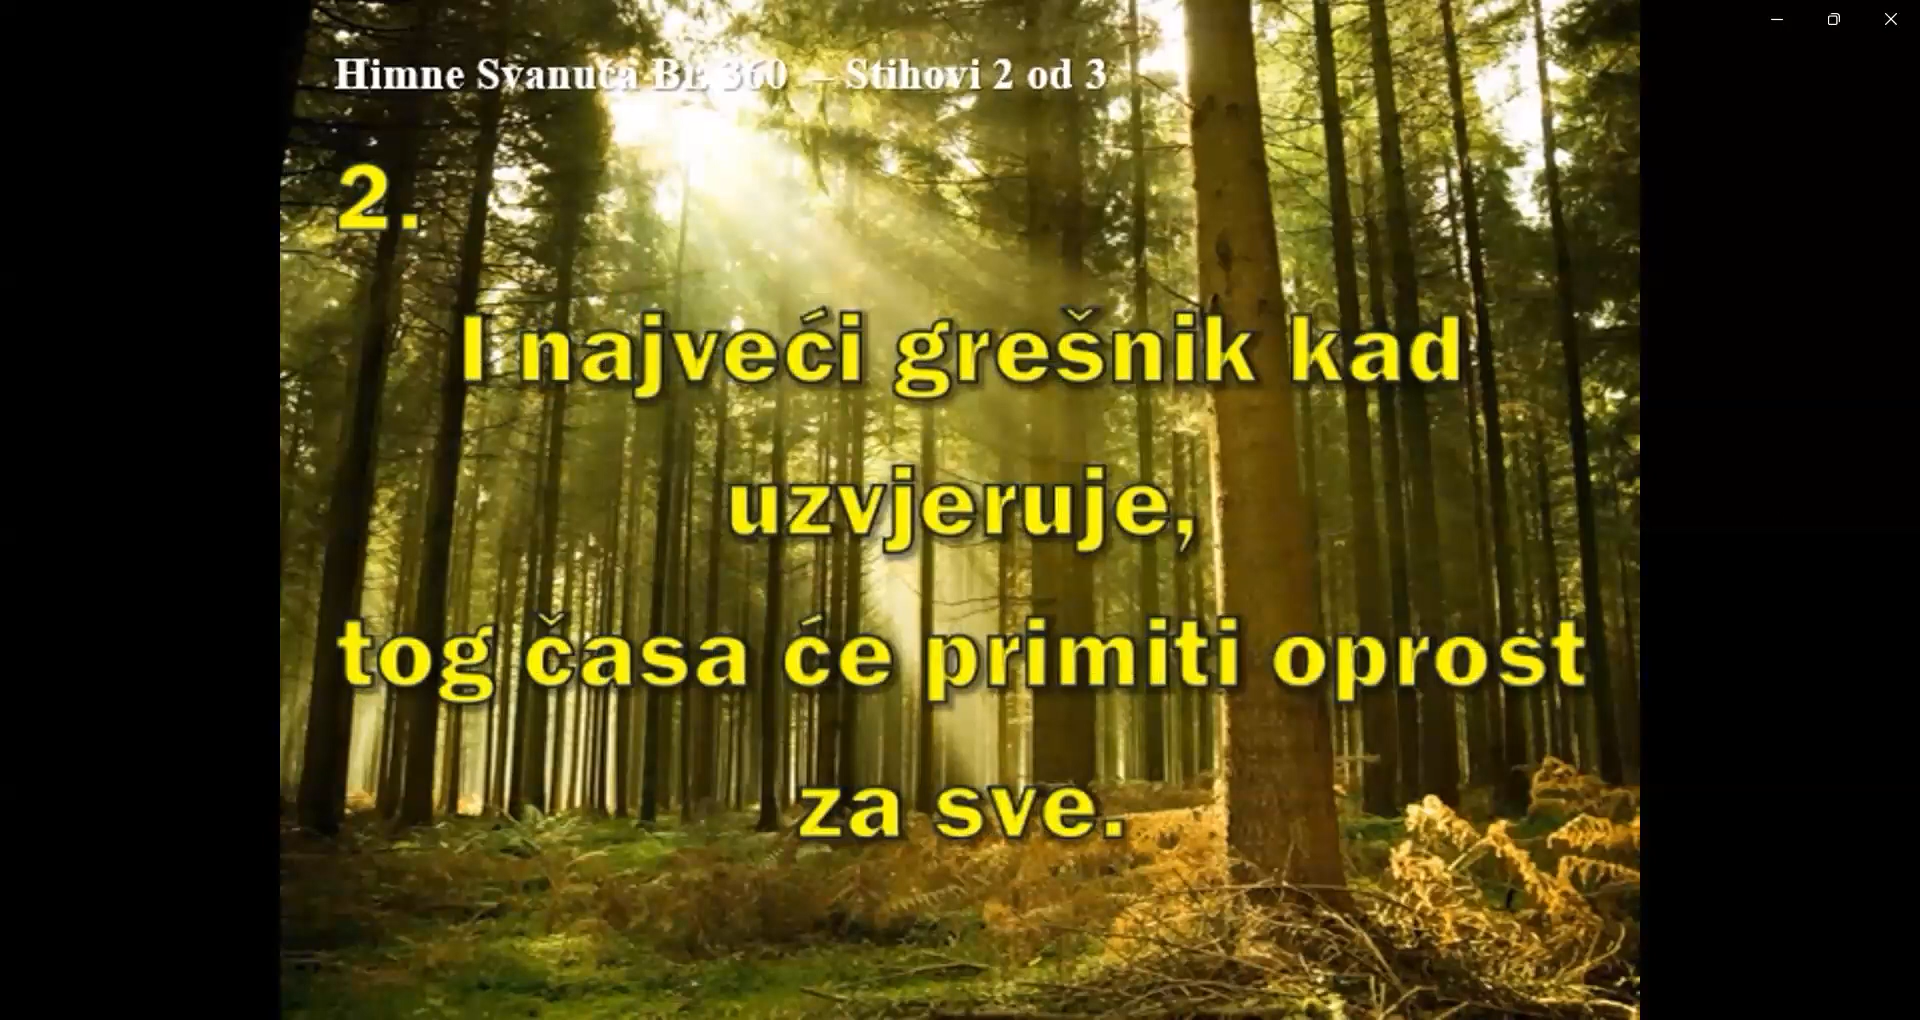 Himne Svanuća Br. 360 – Stihovi 2 od 3
2.
I najveći grešnik kad
uzvjeruje,
tog časa će primiti oprost
za sve.